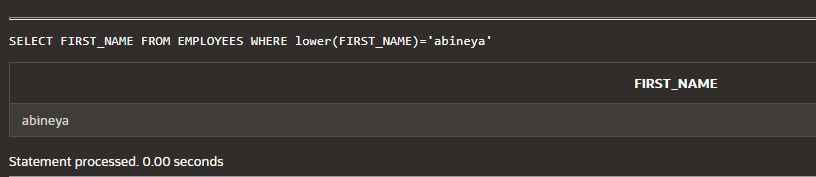 SELECT FIRST_NAME FROM EMPLOYEES WHERE lower(FIRST_NAME)='abineya'
FIRST_NAME
abineya
Statement processed. 0.00 seconds